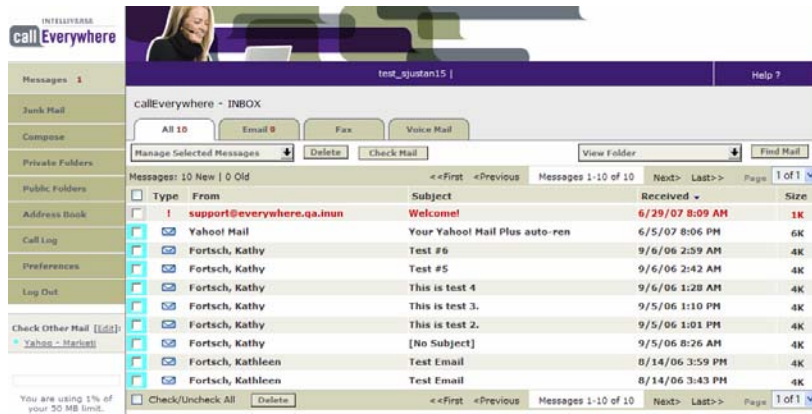 INTELLIVERSE
call Everywhere
test_sjustan15 |
Help ?
Messages 1
Junk Mail
Compose
Private Folders
Public Folders
Address Book
Call Log
Preferences
Log Out
Check Other Mail [Edit]:
Yahoo - Marketi
You are using 1% of
your 50 MB limit.
callEverywhere - INBOX
All 10 Email 9 Fax Voice Mail
Manage Selected Messages Delete Check Mail View Folder Find Mail
Messages: 10 New | 0 Old <<First <Previous Messages 1-10 of 10 Next> Last>> Page 1 of 1
Type From Subject Received Size
! support@everywhere.qa.inun Welcome! 6/29/07 8:09 AM 1K
Yahoo! Mail Your Yahoo! Mail Plus auto-ren 6/5/07 8:06 PM 6K
Fortsch, Kathy Test #6 9/6/06 2:59 AM 4K
Fortsch, Kathy Test #5 9/6/06 2:42 AM 4K
Fortsch, Kathy This is test 4 9/6/06 1:28 AM 4K
Fortsch, Kathy This is test 3. 9/5/06 1:10 PM 4K
Fortsch, Kathy This is test 2. 9/5/06 1:01 PM 4K
Fortsch, Kathy [No Subject] 9/5/06 8:26 AM 4K
Fortsch, Kathleen Test Email 8/14/06 3:59 PM 4K
Fortsch, Kathleen Test Email 8/14/06 3:43 PM 4K
Check/Uncheck All Delete <<First <Previous Messages 1-10 of 10 Next> Last>> Page 1 of 1